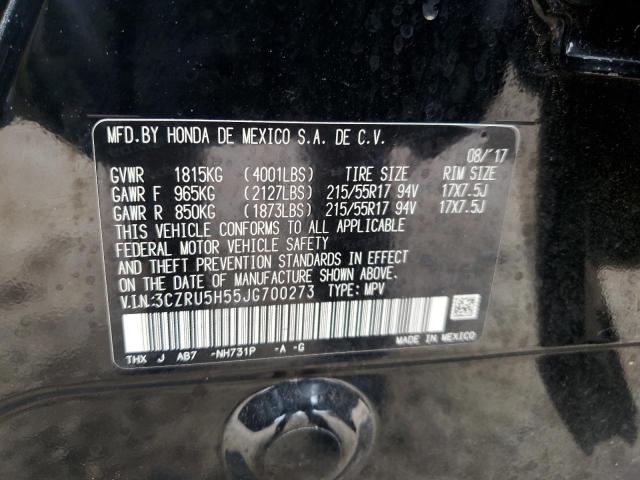 MFD.BY HONDA DE MEXICO S.A. DE C.V.
08/'17
GVWR 1815KG (4001LBS) TIRE SIZE RIM SIZE
GAWR F 965KG (2127LBS) 215/55R17 94V 17X7.5J
GAWR R 850KG (1873LBS) 215/55R17 94V 17X7.5J
THIS VEHICLE CONFORMS TO ALL APPLICABLE
FEDERAL MOTOR VEHICLE SAFETY
AND THEFT PREVENTION STANDARDS IN EFFECT
ON THE DATE OF MANUFACTURE SHOWN ABOVE.
V.I.N.:3CZRU5H55JG700273 TYPE: MPV
THX J AB7 -NH731P -A -G
MADE IN MEXICO